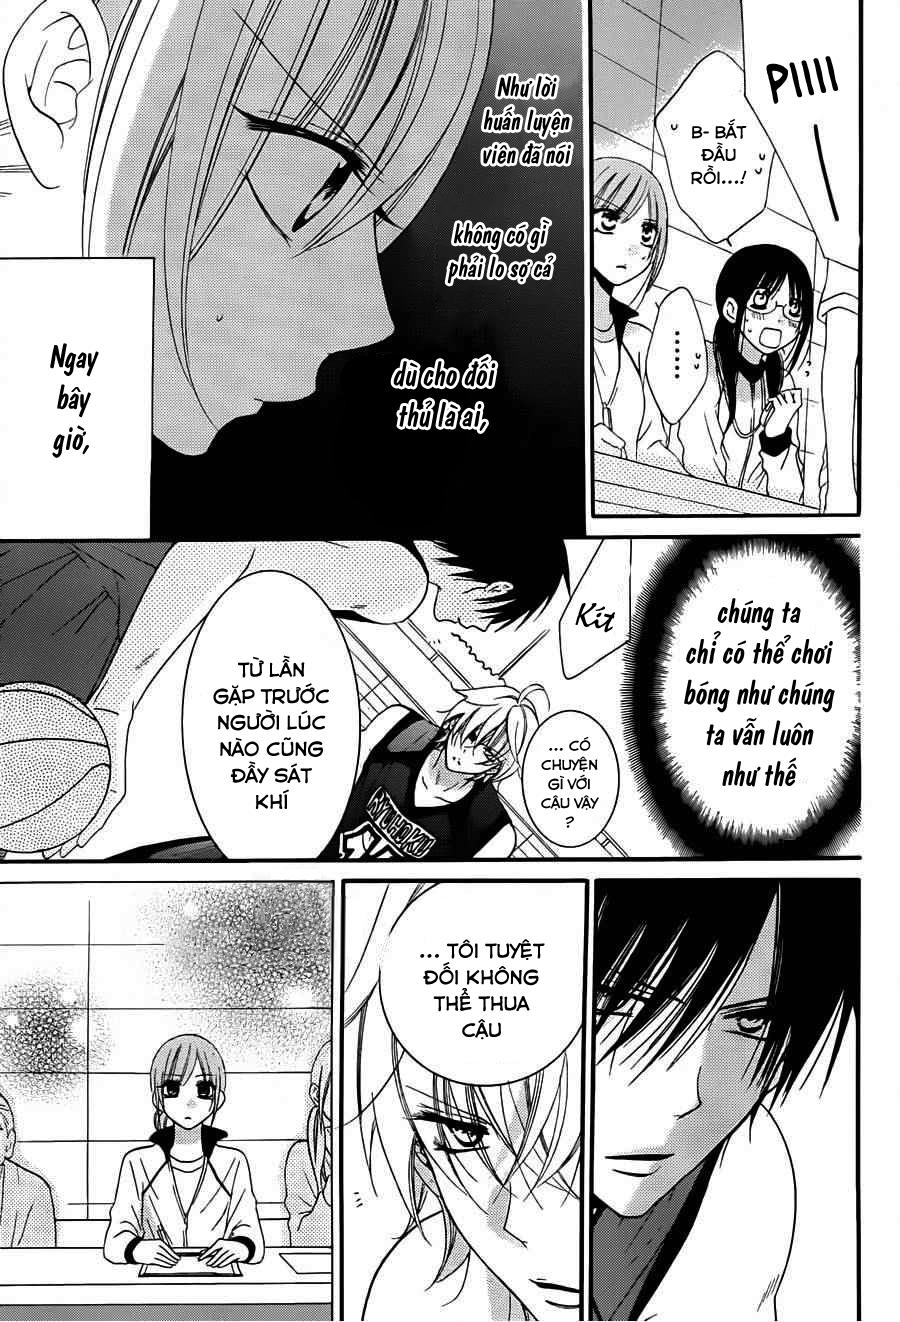 PIIII
B- BẮT
ĐẦU
RỒI...!
Như lời
huấn luyện
viên đã nói
không có gì
phải lo sợ cả
dù cho đối
thủ là ai,
Ngay
bây
giờ,
chúng ta
chỉ có thể chơi
bóng như chúng
ta vẫn luôn
như thế
Kít
... CÓ
CHUYỆN
GÌ VỚI
CẬU VẬY
?
TỪ LẦN
GẶP TRƯỚC
NGƯỜI LÚC
NÀO CŨNG
ĐẦY SÁT
KHÍ
RYUHOKU
... TÔI TUYỆT
ĐỐI KHÔNG
THỂ THUA
CẬU